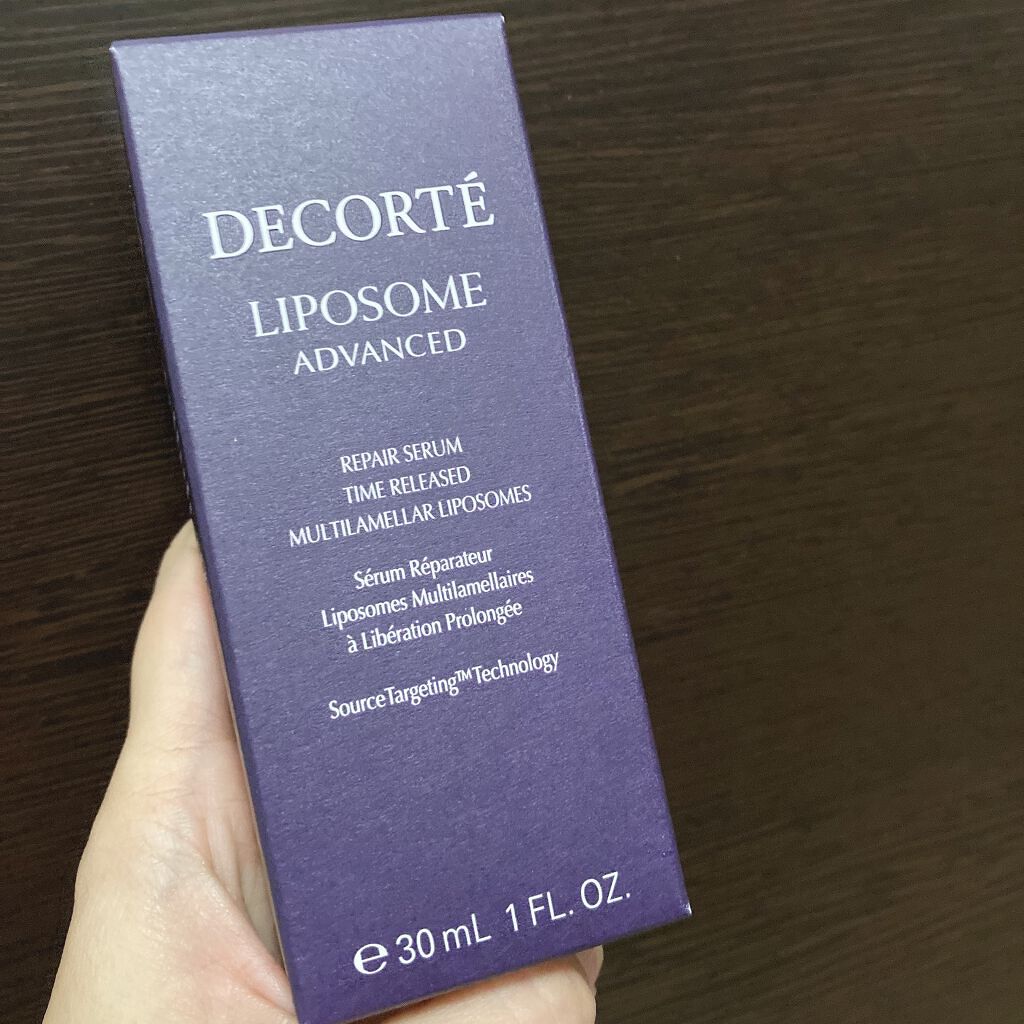 DECORTÉ
LIPOSOME
ADVANCED
REPAIR SERUM
TIME RELEASED
MULTILAMELLAR LIPOSOMES
Sérum Réparateur
Liposomes Multilamellaires
à Libération Prolongée
SourceTargeting™Technology
℮ 30 mL 1 FL. OZ.